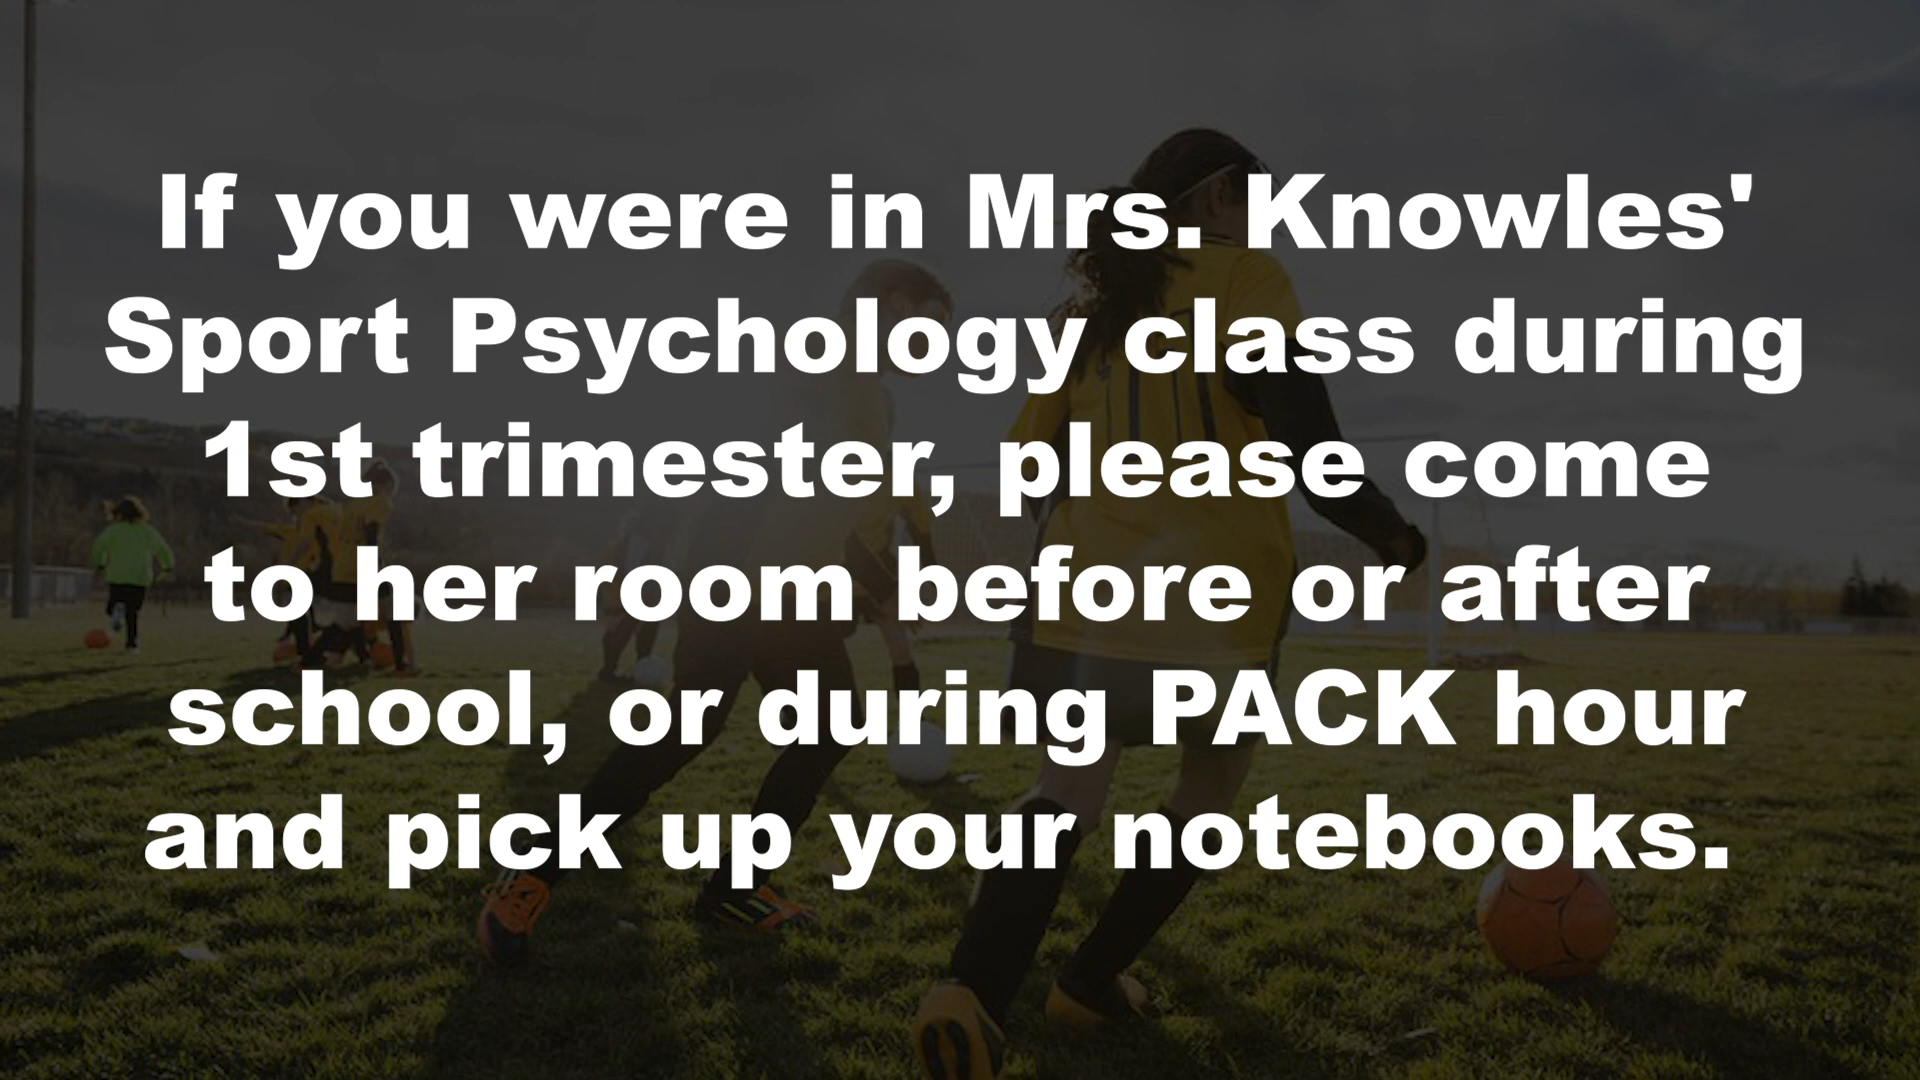 If you were in Mrs. Knowles'
Sport Psychology class during
1st trimester, please come
to her room before or after
school, or during PACK hour
and pick up your notebooks.